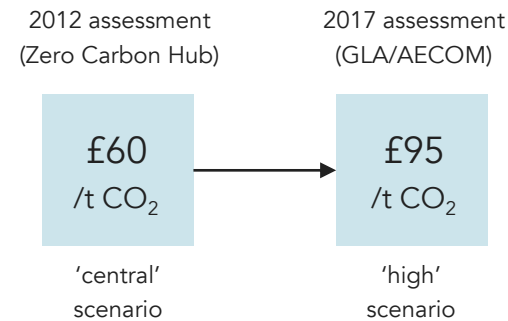 2012 assessment
(Zero Carbon Hub)
£60
/t CO₂
‘central’
scenario
2017 assessment
(GLA/AECOM)
£95
/t CO₂
‘high’
scenario